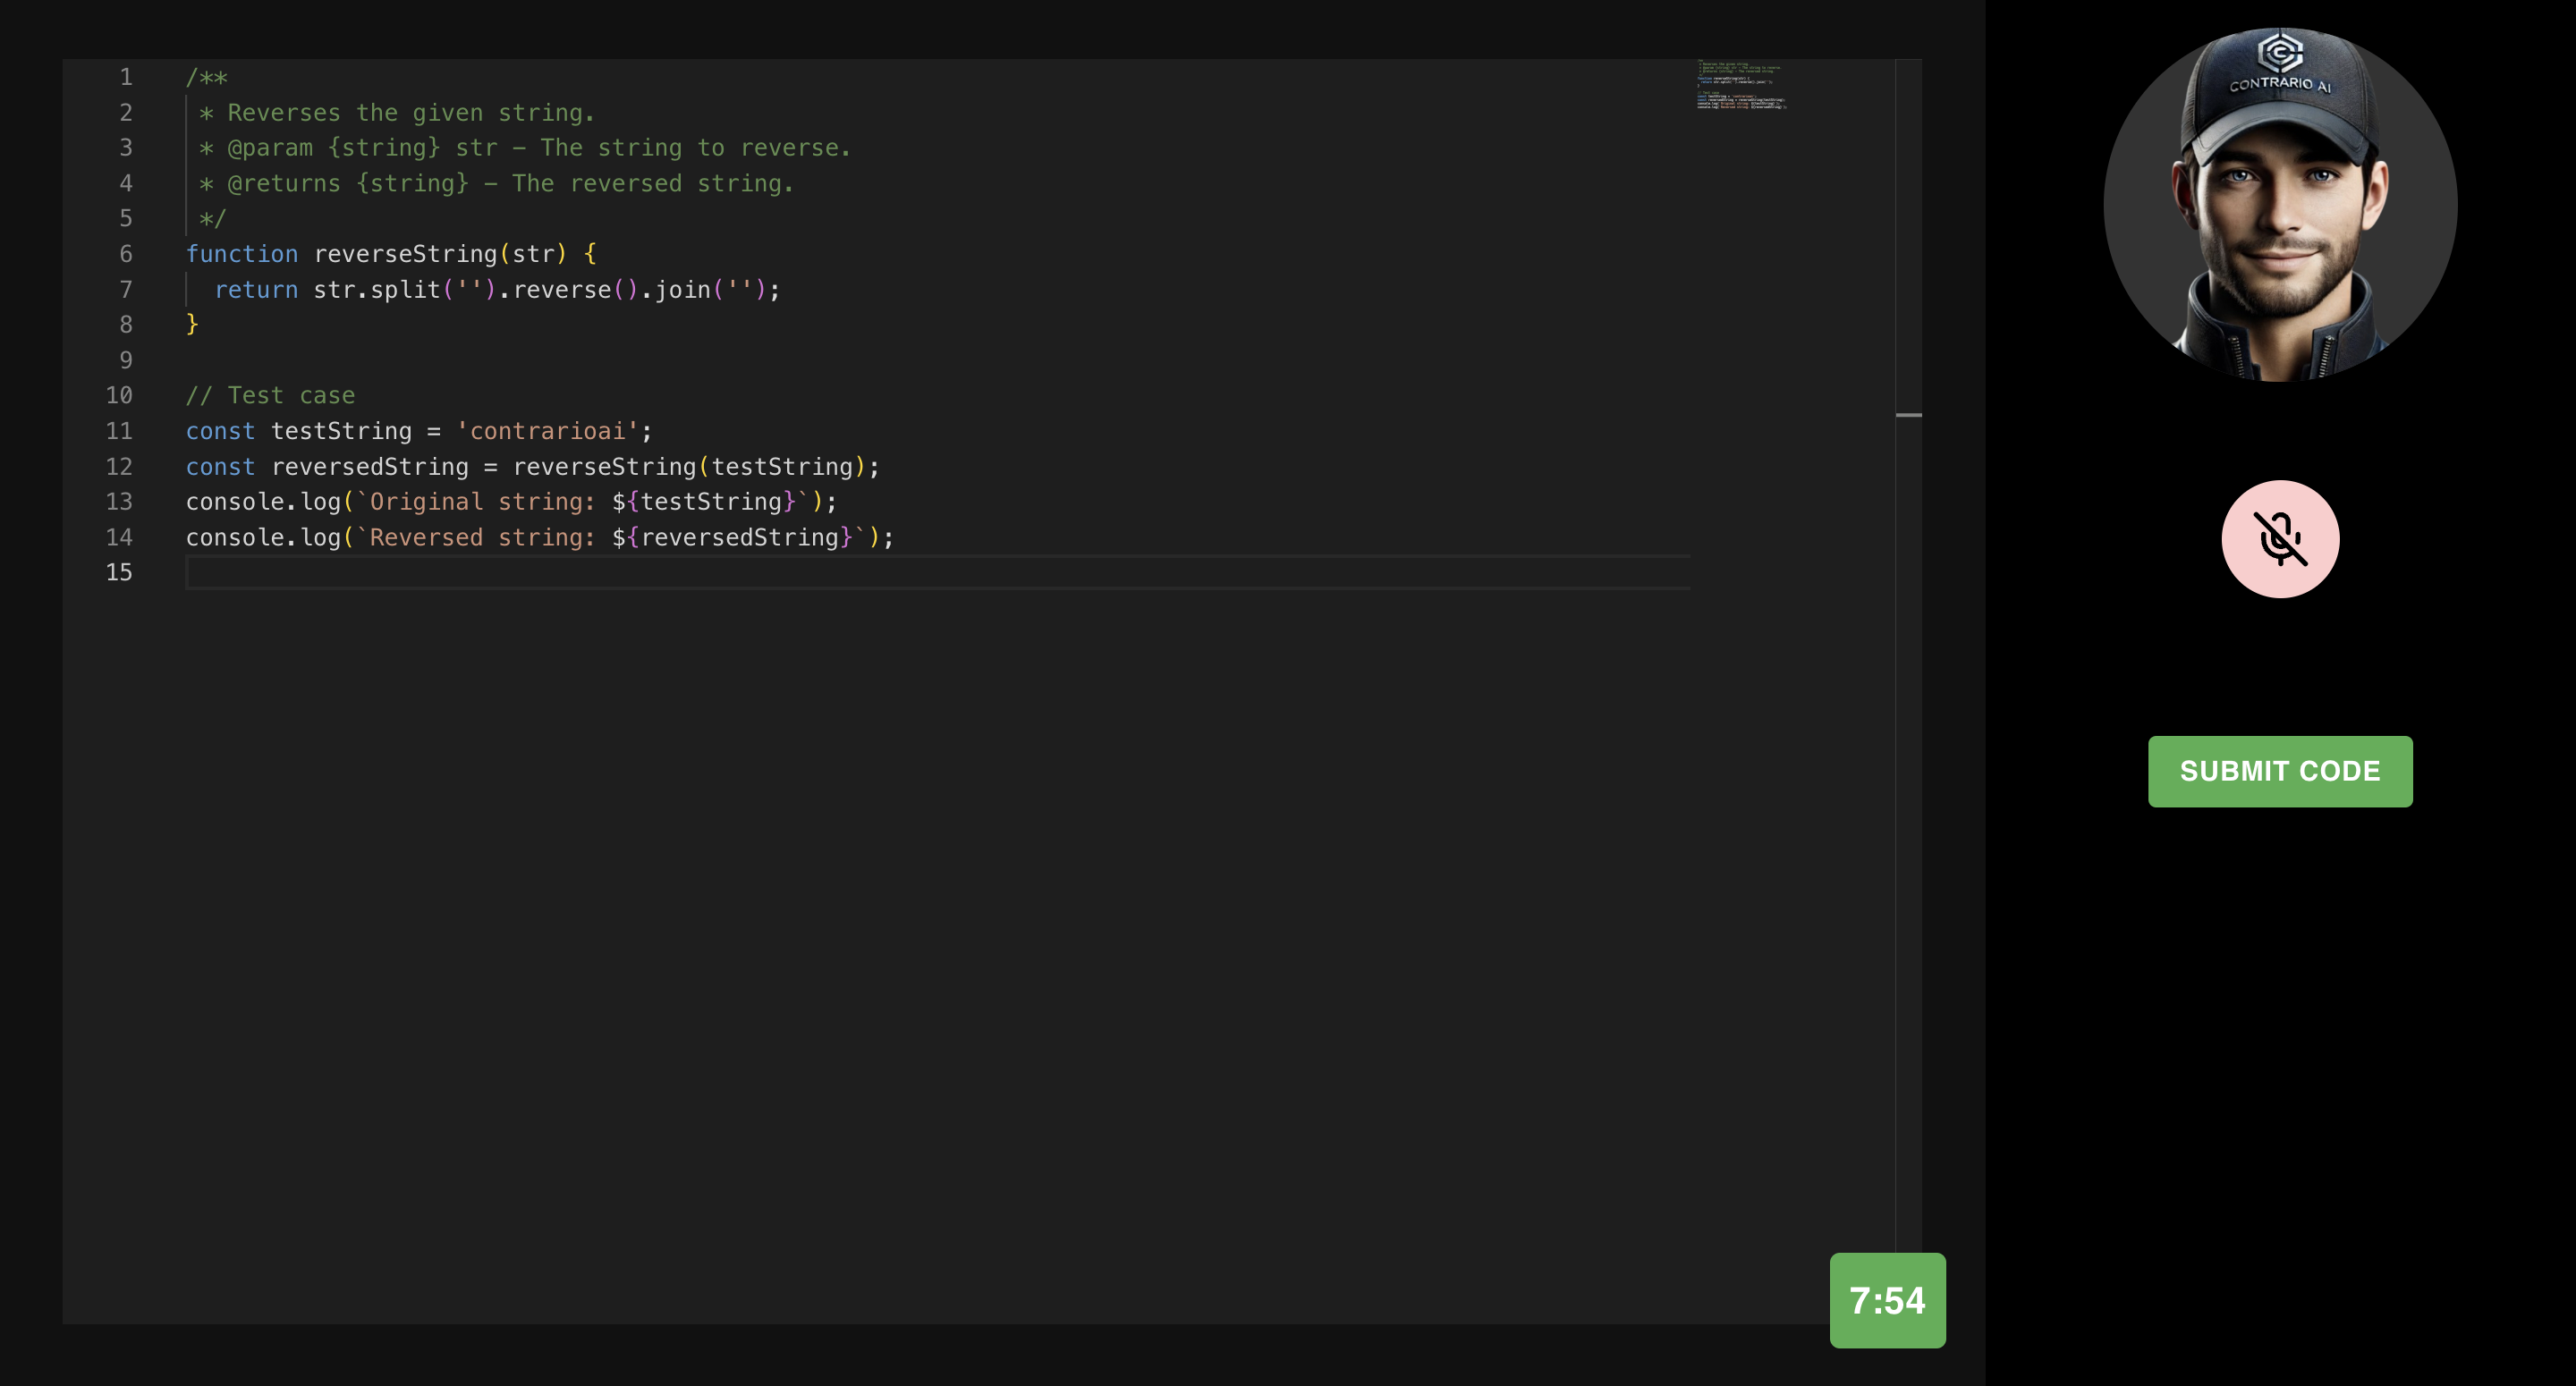 1 /**
2 * Reverses the given string.
3 * @param {string} str - The string to reverse.
4 * @returns {string} - The reversed string.
5 */
6 function reverseString(str) {
7 return str.split('').reverse().join('');
8 }
9
10 // Test case
11 const testString = 'contrarioai';
12 const reversedString = reverseString(testString);
13 console.log(`Original string: ${testString}`);
14 console.log(`Reversed string: ${reversedString}`);
15
7:54
CONTRARIO AI
SUBMIT CODE